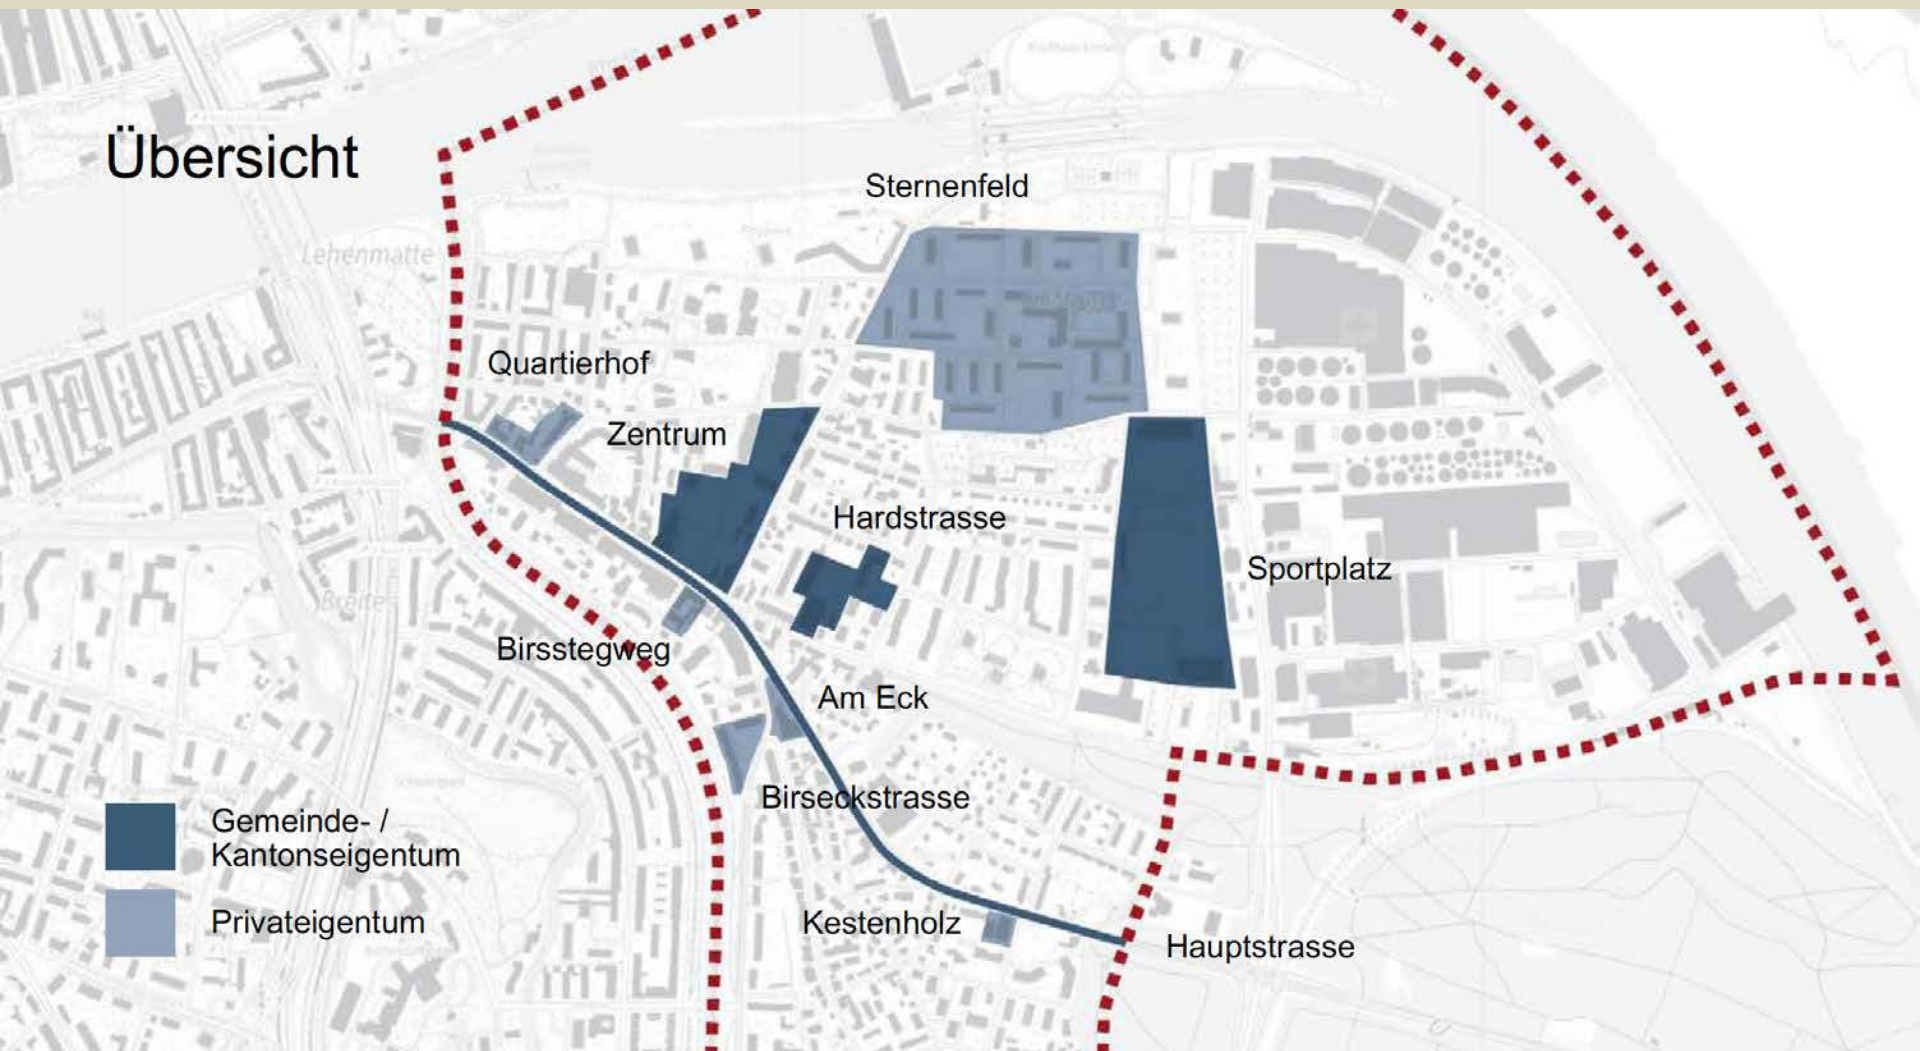 Übersicht
Sternenfeld
Lehenmatte
Quartierhof
Zentrum
Hardstrasse
Sportplatz
Breite
Birsstegweg
Am Eck
Birseckstrasse
Gemeinde- /
Kantonseigentum
Privateigentum
Kestenholz
Hauptstrasse